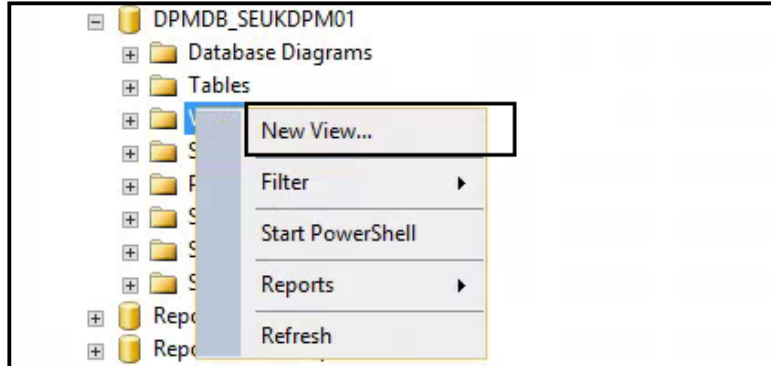 DPMDB_SEUKDPM01
Database Diagrams
Tables
New View...
Filter
Start PowerShell
Reports
Refresh